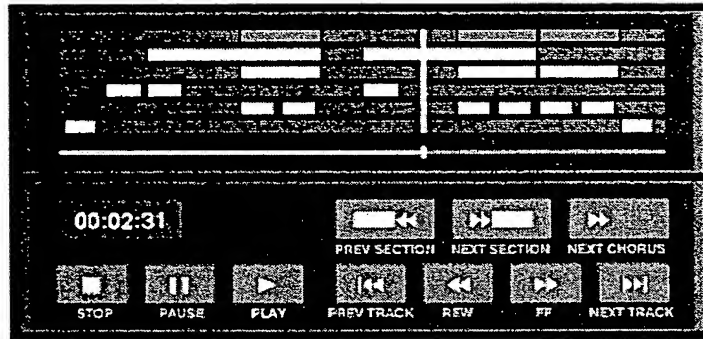 00:02:31
PREV SECTION NEXT SECTION NEXT CHORUS
STOP PAUSE PLAY PREV TRACK REW FF NEXT TRACK